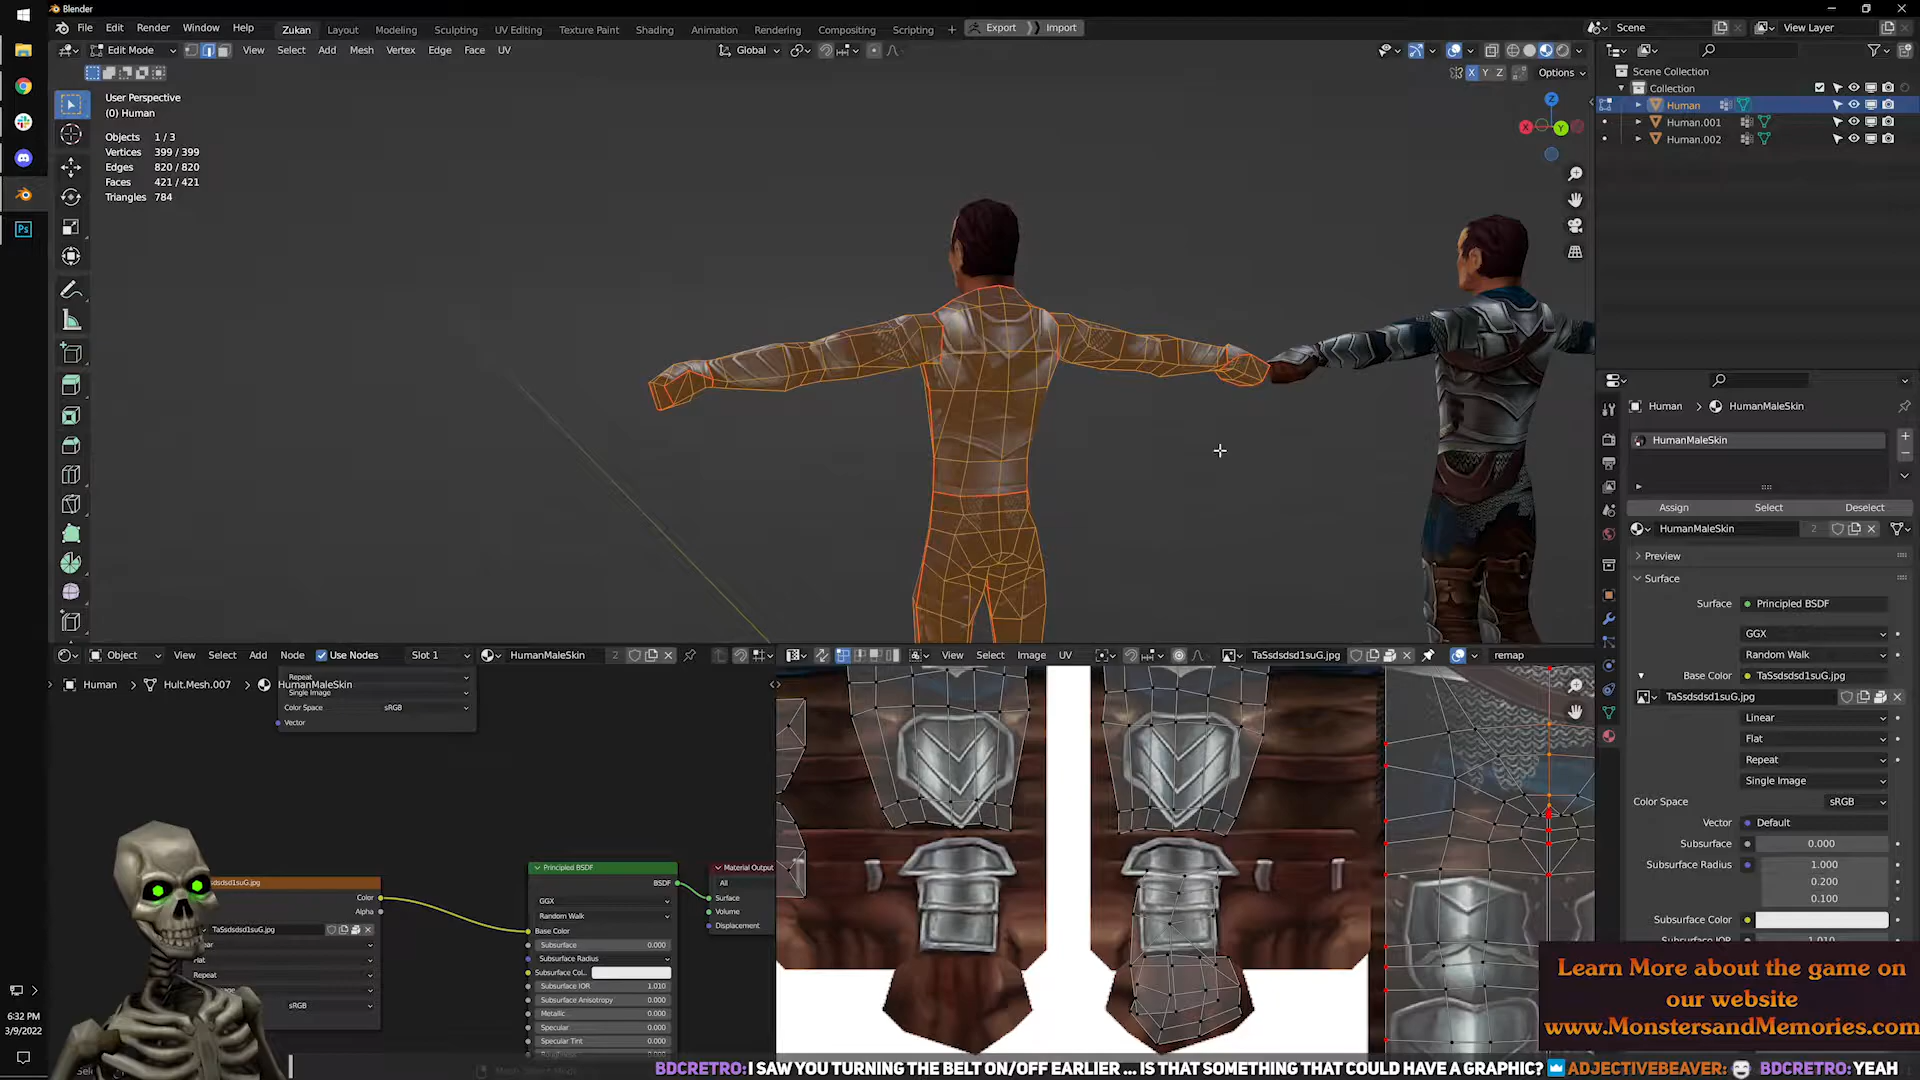 Blender
File Edit Render Window Help Zukan Layout Modeling Sculpting UV Editing Texture Paint Shading Animation Rendering Compositing Scripting + Export Import Scene View Layer
Edit Mode View Select Add Mesh Vertex Edge Face UV Global
X Y Z Options
User Perspective
(0) Human
Objects 1 / 3
Vertices 399 / 399
Edges 820 / 820
Faces 421 / 421
Triangles 784
Scene Collection
Collection
Human
Human.001
Human.002
Z
X
Y
Ps
Human > HumanMaleSkin
HumanMaleSkin
Assign Select Deselect
HumanMaleSkin 2
Preview
Surface
Surface Principled BSDF
GGX
Random Walk
Base Color TaSsdsdsd1suG.jpg
TaSsdsdsd1suG.jpg
Linear
Flat
Repeat
Single Image
Color Space sRGB
Vector Default
Subsurface 0.000
Subsurface Radius 1.000
0.200
0.100
Subsurface Color
Object View Select Add Node Use Nodes Slot 1 HumanMaleSkin 2
Human > Hult.Mesh.007 > HumanMaleSkin
Repeat
Single Image
Color Space sRGB
Vector
Color
Alpha
TaSsdsdsd1suG.jpg
Flat
Repeat
sRGB
Principled BSDF
BSDF
GGX
Random Walk
Base Color
Subsurface 0.000
Subsurface Radius
Subsurface Col..
Subsurface IOR 1.010
Subsurface Anisotropy 0.000
Metallic 0.000
Specular 0.000
Specular Tint 0.000
Material Output
All
Surface
Volume
Displacement
View Select Image UV TaSsdsdsd1suG.jpg remap
6:32 PM
3/9/2022
Learn More about the game on
our website
www.MonstersandMemories.com
BDCRETRO: I SAW YOU TURNING THE BELT ON/OFF EARLIER ... IS THAT SOMETHING THAT COULD HAVE A GRAPHIC? ADJECTIVEBEAVER: BDCRETRO: YEAH